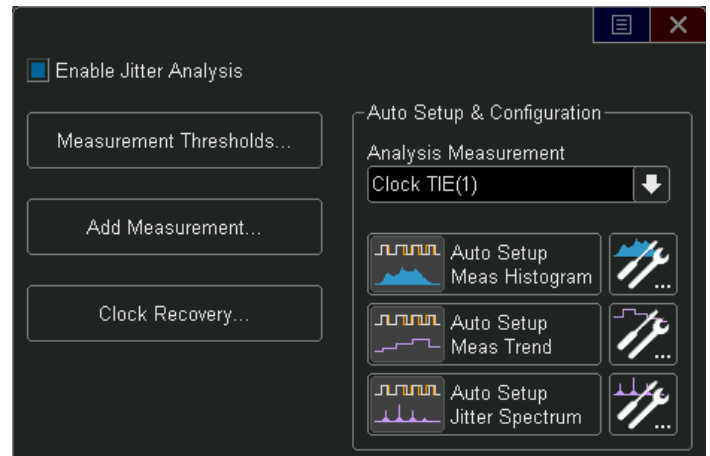 Enable Jitter Analysis
Measurement Thresholds...
Add Measurement...
Clock Recovery...
Auto Setup & Configuration
Analysis Measurement
Clock TIE(1)
Auto Setup
Meas Histogram
...
Auto Setup
Meas Trend
...
Auto Setup
Jitter Spectrum
...